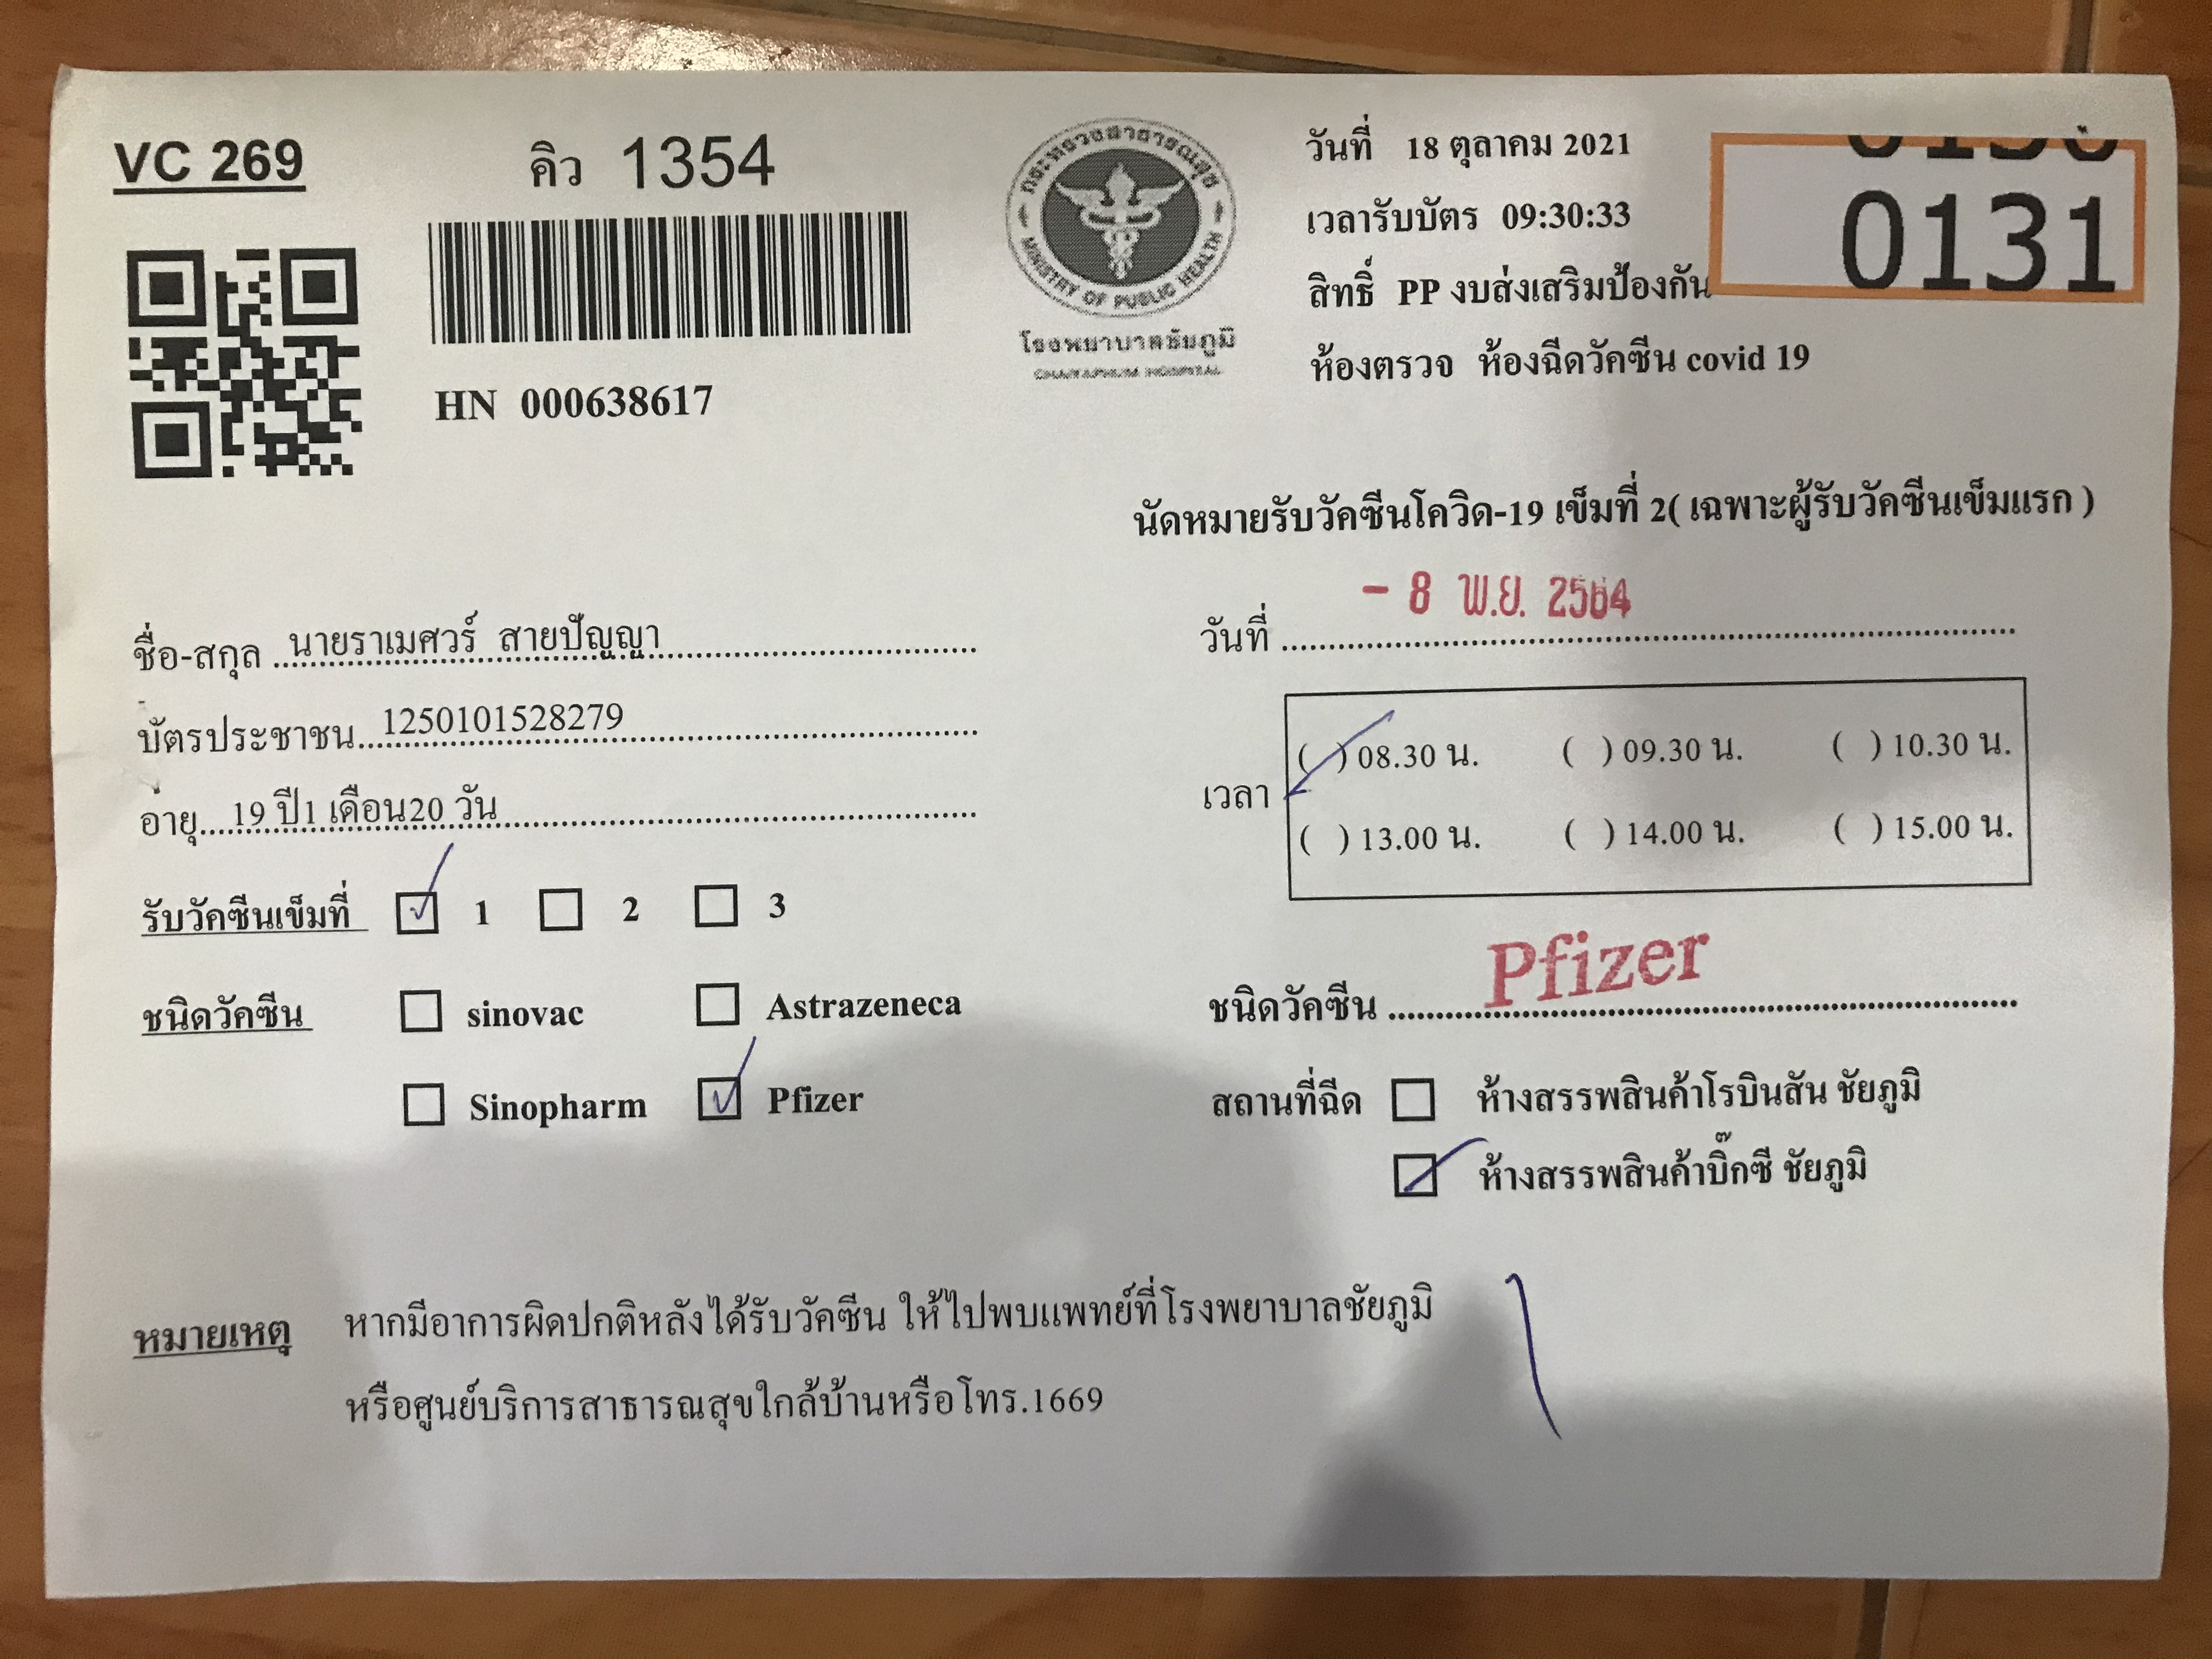 VC 269
คิว 1354
HN 000638617
กระทรวงสาธารณสุข
MINISTRY OF PUBLIC HEALTH
โรงพยาบาลชัยภูมิ
CHAIYAPHUM HOSPITAL
วันที่ 18 ตุลาคม 2021
เวลารับบัตร 09:30:33
สิทธิ์ PP งบส่งเสริมป้องกัน
ห้องตรวจ ห้องฉีดวัคซีน covid 19
0131
ชื่อ-สกุล ... นายราเมศวร์ สายปัญญา
บัตรประชาชน... 1250101528279
อายุ... 19 ปี1 เดือน20 วัน
รับวัคซีนเข็มที่ ☑ 1 ☐ 2 ☐ 3
ชนิดวัคซีน ☐ sinovac ☐ Astrazeneca
☐ Sinopharm ☑ Pfizer
นัดหมายรับวัคซีนโควิด-19 เข็มที่ 2( เฉพาะผู้รับวัคซีนเข็มแรก )
วันที่ ... - 8 พ.ย. 2564
เวลา (✓) 08.30 น. ( ) 09.30 น. ( ) 10.30 น.
( ) 13.00 น. ( ) 14.00 น. ( ) 15.00 น.
ชนิดวัคซีน ... Pfizer
สถานที่ฉีด ☐ ห้างสรรพสินค้าโรบินสัน ชัยภูมิ
☑ ห้างสรรพสินค้าบิ๊กซี ชัยภูมิ
หมายเหตุ หากมีอาการผิดปกติหลังได้รับวัคซีน ให้ไปพบแพทย์ที่โรงพยาบาลชัยภูมิ
หรือศูนย์บริการสาธารณสุขใกล้บ้านหรือโทร.1669